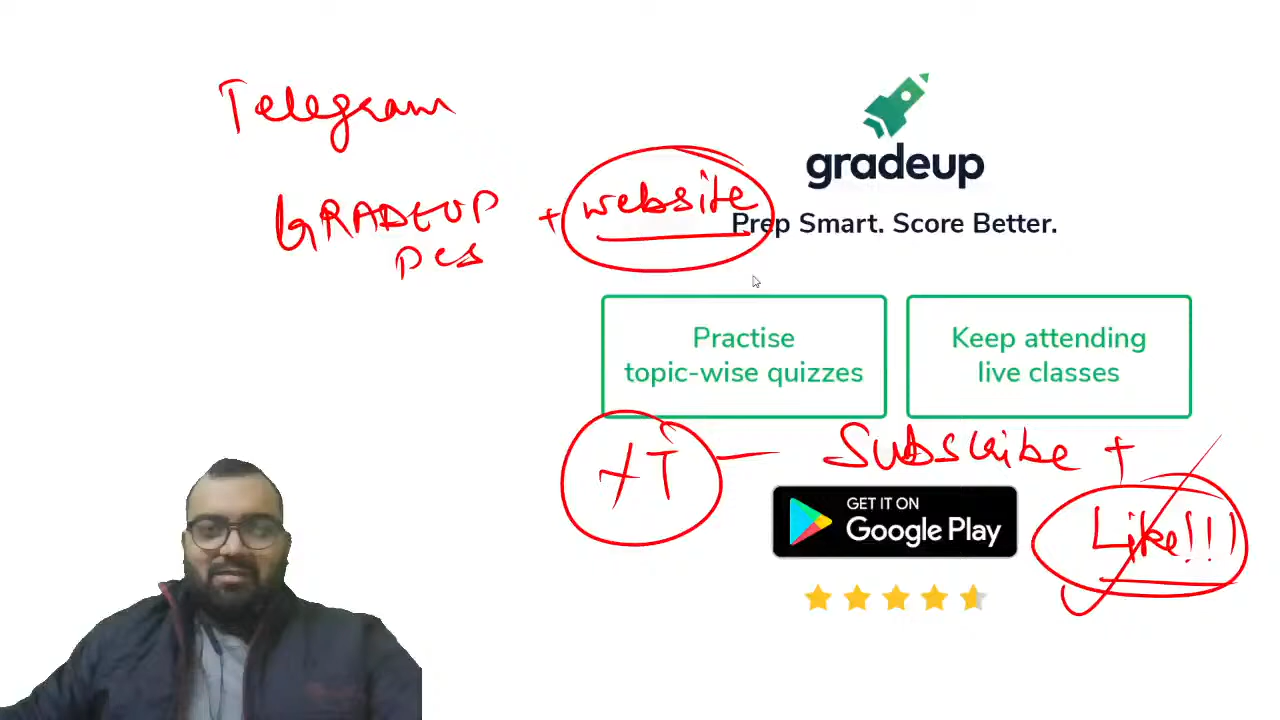 Telegram
GRADEUP + website
PCS
gradeup
Prep Smart. Score Better.
Practise
topic-wise quizzes
Keep attending
live classes
YT — Subscribe +
Like!!!
GET IT ON
Google Play